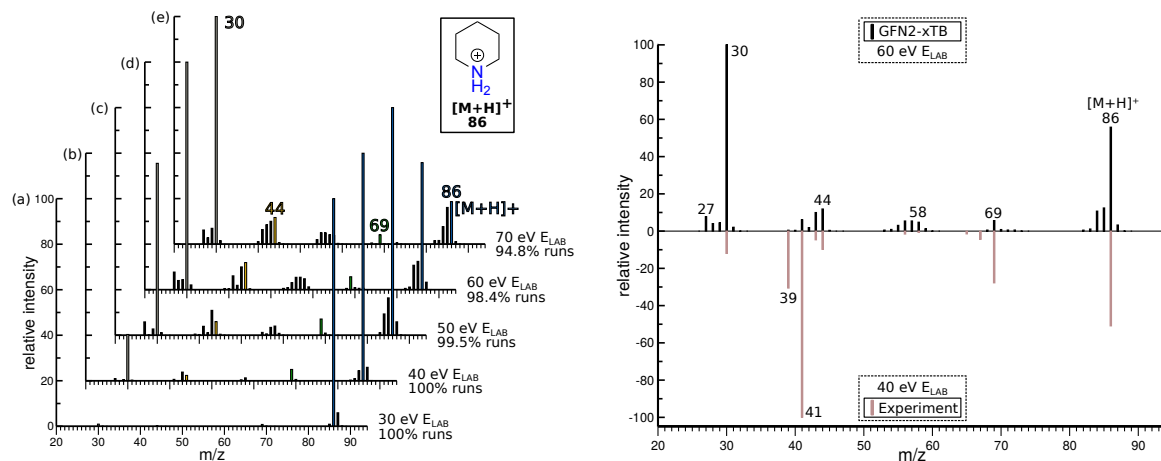 (e)
30
(d)
(c)
(b)
(a)
100
80
60
40
20
0
relative intensity
44
69
86
[M+H]+
N
H2
[M+H]+
86
70 eV ELAB
94.8% runs
60 eV ELAB
98.4% runs
50 eV ELAB
99.5% runs
40 eV ELAB
100% runs
30 eV ELAB
100% runs
20 30 40 50 60 70 80 90
m/z
GFN2-xTB
60 eV ELAB
100
80
60
40
20
0
-20
-40
-60
-80
-100
relative intensity
30
27
44
58
69
[M+H]+
86
39
41
40 eV ELAB
Experiment
20 30 40 50 60 70 80 90
m/z